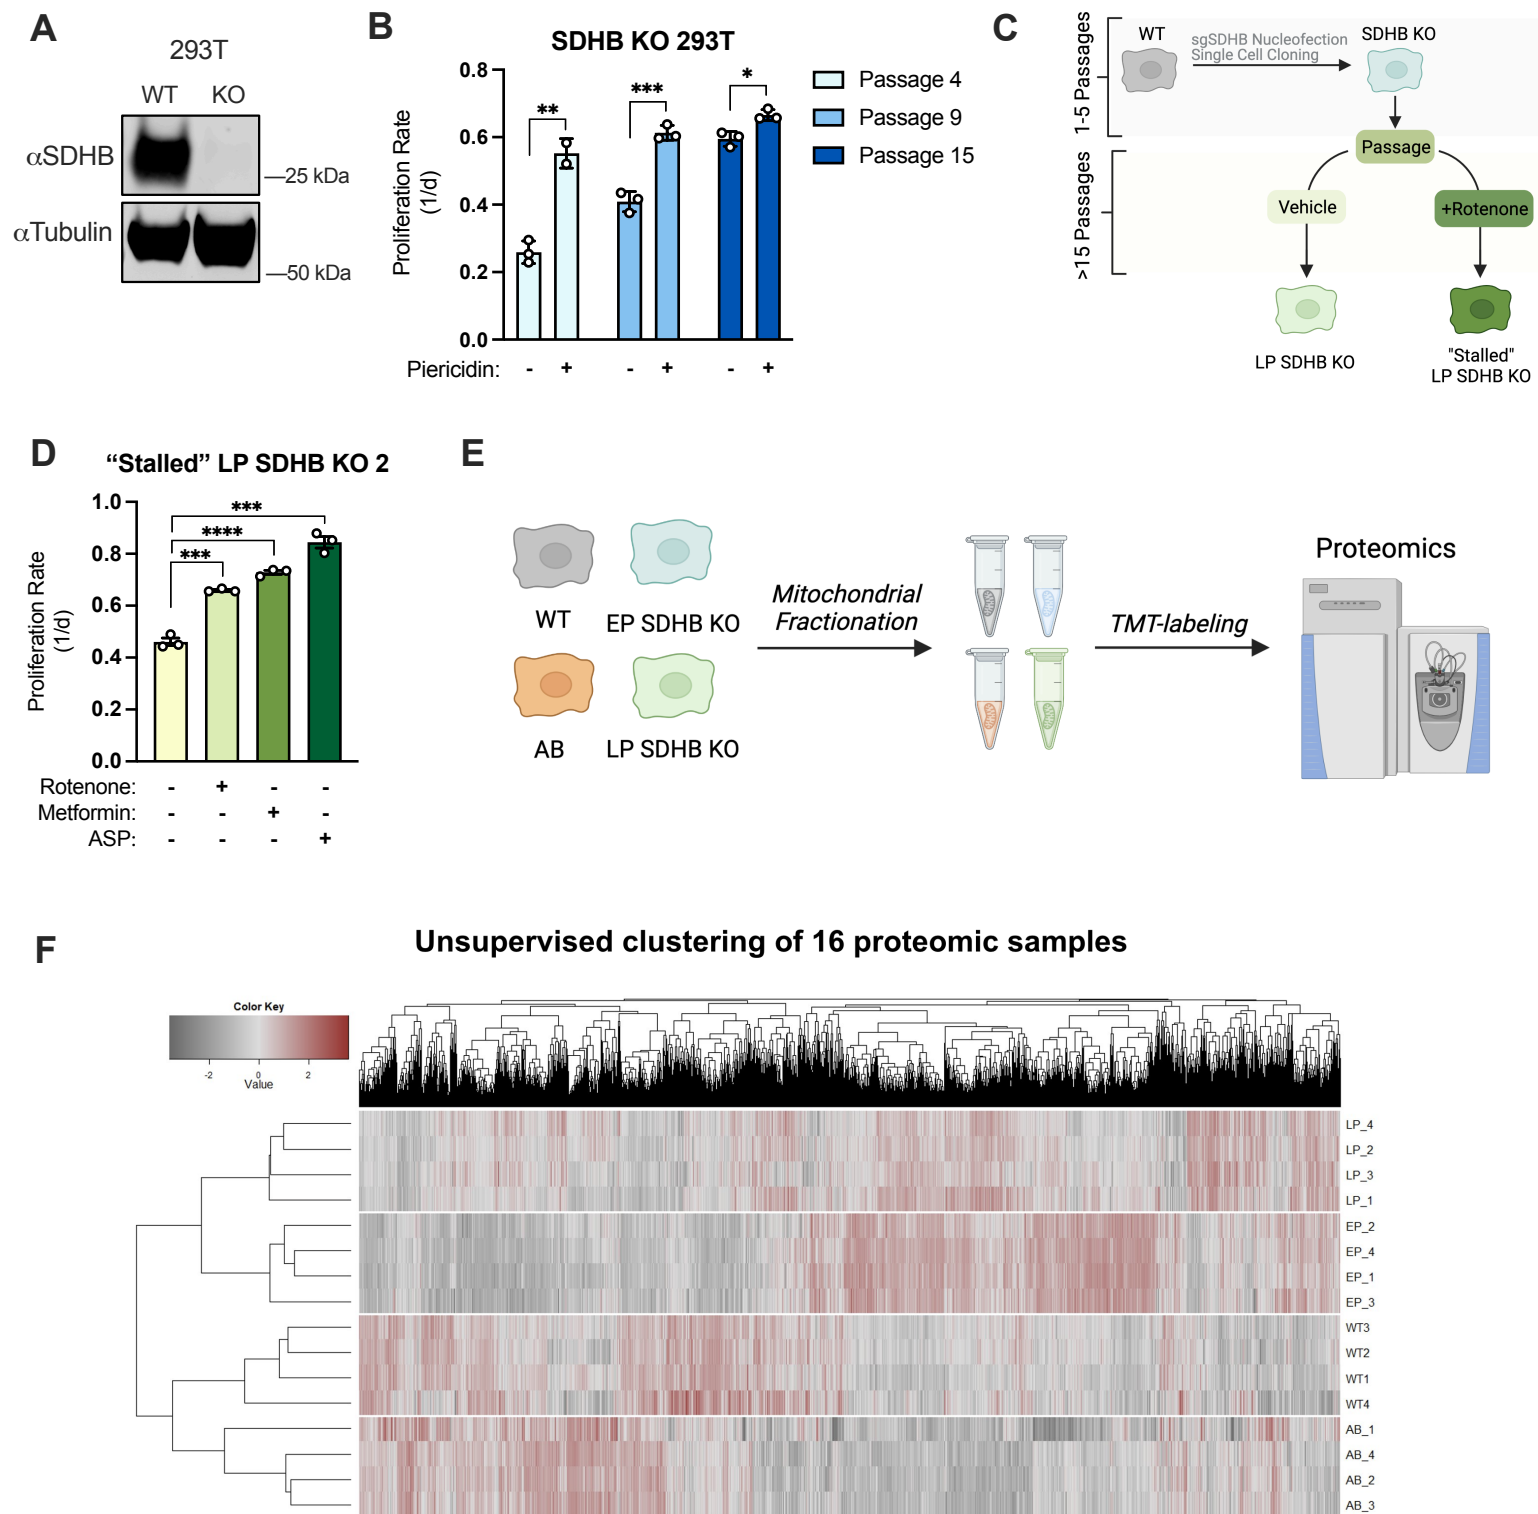 A
293T
WT KO
αSDHB
25 kDa
αTubulin
50 kDa
B
SDHB KO 293T
Proliferation Rate
(1/d)
0.8
0.6
0.4
0.2
0.0
** *** *
Piericidin: - + - + - +
Passage 4
Passage 9
Passage 15
C
1-5 Passages
>15 Passages
WT
sgSDHB Nucleofection
Single Cell Cloning
SDHB KO
Passage
Vehicle
+Rotenone
LP SDHB KO
"Stalled"
LP SDHB KO
D
“Stalled” LP SDHB KO 2
Proliferation Rate
(1/d)
1.0
0.8
0.6
0.4
0.2
0.0
***
****
***
Rotenone: - + - -
Metformin: - - + -
ASP: - - - +
E
WT
EP SDHB KO
AB
LP SDHB KO
Mitochondrial
Fractionation
TMT-labeling
Proteomics
F
Unsupervised clustering of 16 proteomic samples
Color Key
-2 0 2
Value
LP_4
LP_2
LP_3
LP_1
EP_2
EP_4
EP_1
EP_3
WT3
WT2
WT1
WT4
AB_1
AB_4
AB_2
AB_3